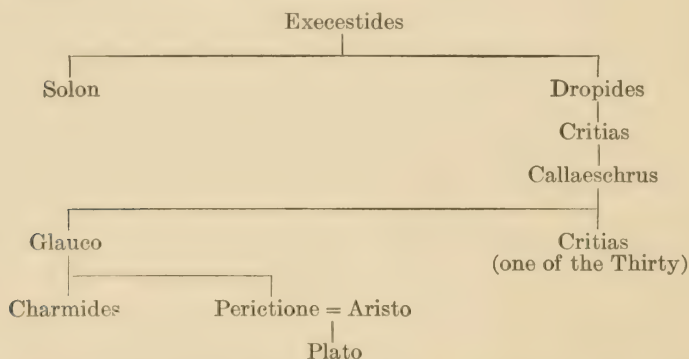 Execestides
Solon Dropides
Critias
Callaeschrus
Glauco Critias
(one of the Thirty)
Charmides Perictione = Aristo
Plato